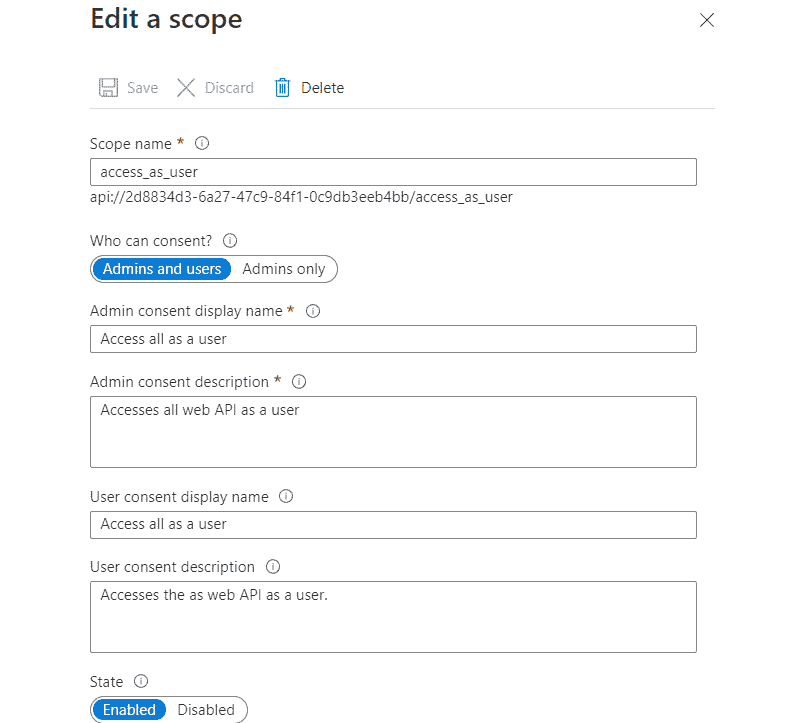 Edit a scope
Save Discard Delete
Scope name *
access_as_user
api://2d8834d3-6a27-47c9-84f1-0c9db3eeb4bb/access_as_user
Who can consent?
Admins and users Admins only
Admin consent display name *
Access all as a user
Admin consent description *
Accesses all web API as a user
User consent display name
Access all as a user
User consent description
Accesses the as web API as a user.
State
Enabled Disabled